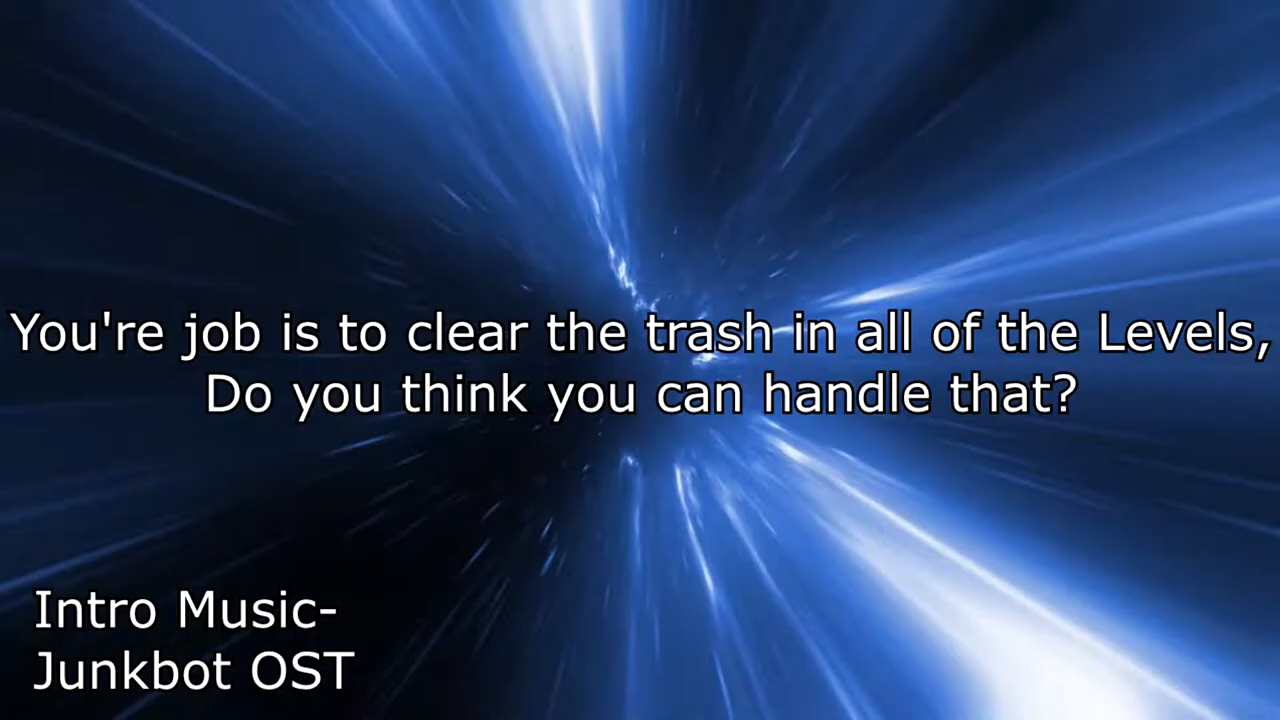 You're job is to clear the trash in all of the Levels,
Do you think you can handle that?
Intro Music-
Junkbot OST